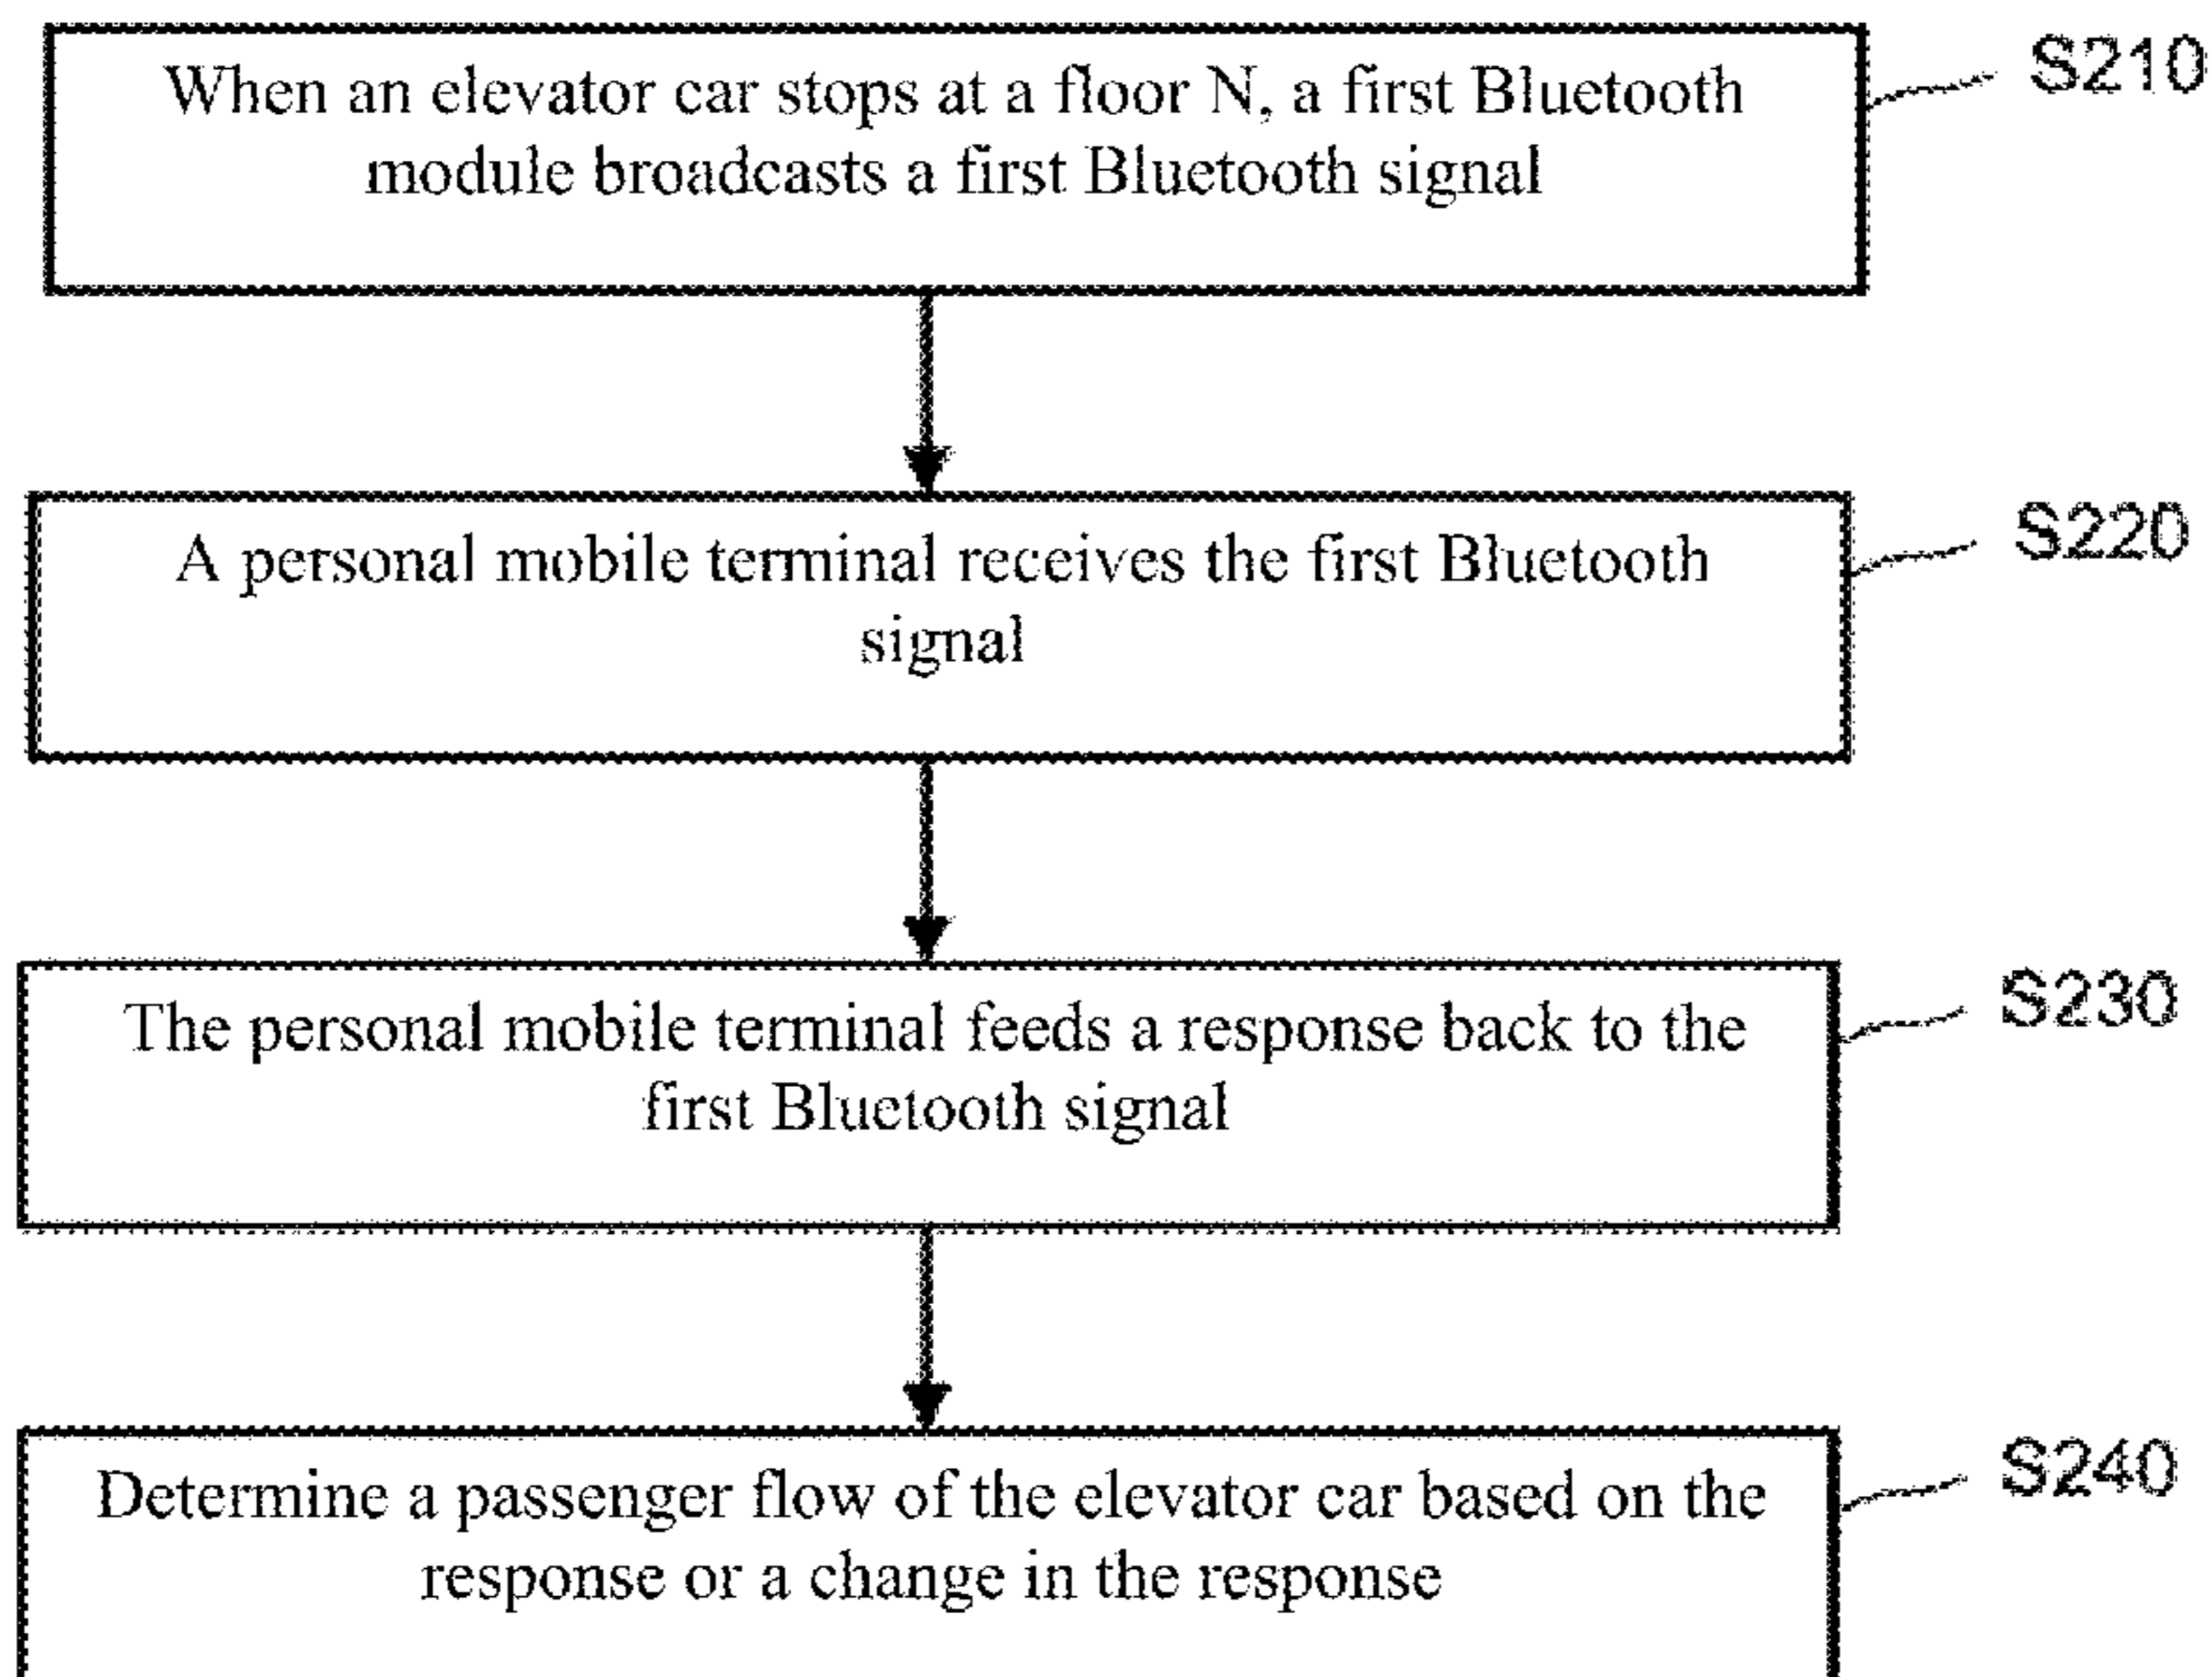 When an elevator car stops at a floor N, a first Bluetooth
module broadcasts a first Bluetooth signal
S210
A personal mobile terminal receives the first Bluetooth
signal
S220
The personal mobile terminal feeds a response back to the
first Bluetooth signal
S230
Determine a passenger flow of the elevator car based on the
response or a change in the response
S240